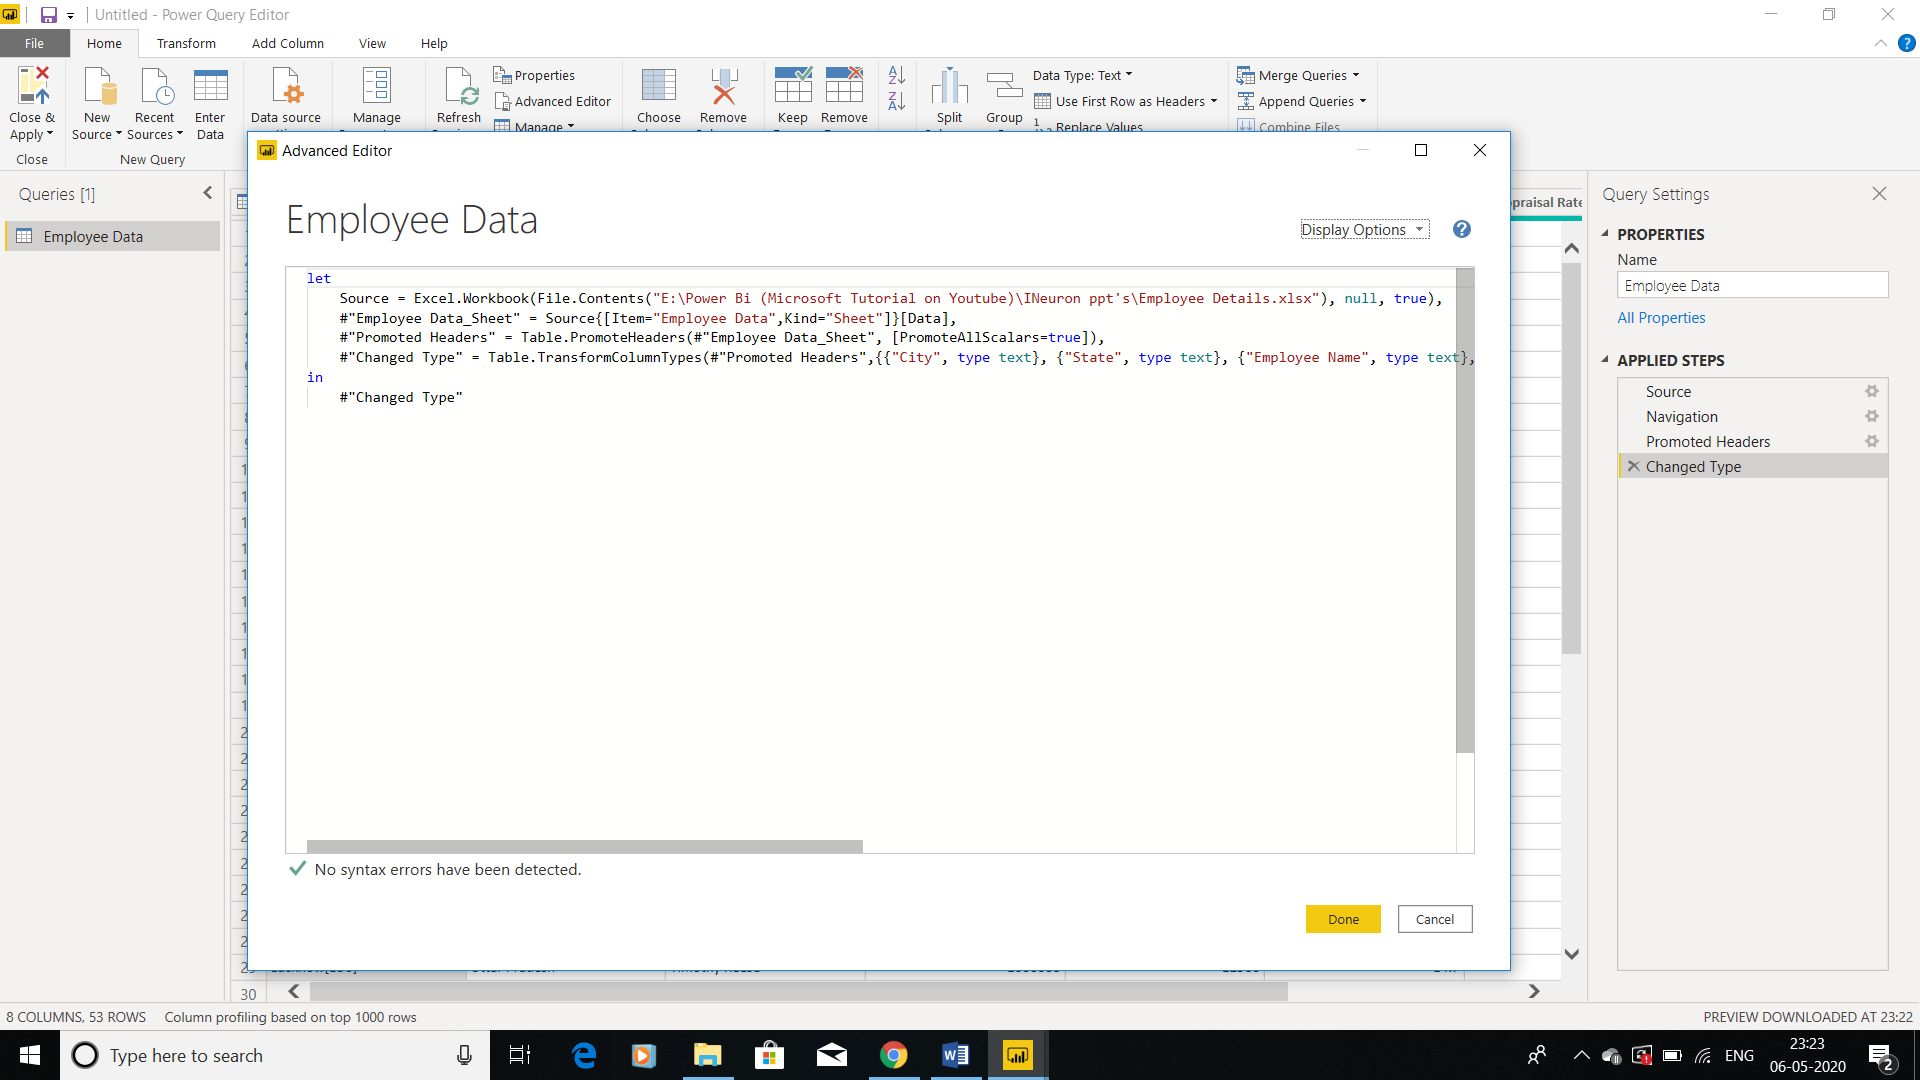 Untitled - Power Query Editor
File Home Transform Add Column View Help
Close & Apply
New Source
Recent Sources
Enter Data
Data source
Manage
Refresh
Properties
Advanced Editor
Manage
Choose
Remove
Keep
Remove
Split
Group
Data Type: Text
Use First Row as Headers
Replace Values
Merge Queries
Append Queries
Combine Files
Close
New Query
Queries [1]
Employee Data
Advanced Editor
Employee Data
Display Options
let
Source = Excel.Workbook(File.Contents("E:\Power Bi (Microsoft Tutorial on Youtube)\INeuron ppt's\Employee Details.xlsx"), null, true),
#"Employee Data_Sheet" = Source{[Item="Employee Data",Kind="Sheet"]}[Data],
#"Promoted Headers" = Table.PromoteHeaders(#"Employee Data_Sheet", [PromoteAllScalars=true]),
#"Changed Type" = Table.TransformColumnTypes(#"Promoted Headers",{{"City", type text}, {"State", type text}, {"Employee Name", type text},
in
#"Changed Type"
No syntax errors have been detected.
Done Cancel
praisal Rate
30
Query Settings
PROPERTIES
Name
Employee Data
All Properties
APPLIED STEPS
Source
Navigation
Promoted Headers
Changed Type
8 COLUMNS, 53 ROWS Column profiling based on top 1000 rows
PREVIEW DOWNLOADED AT 23:22
Type here to search
ENG
23:23
06-05-2020
2